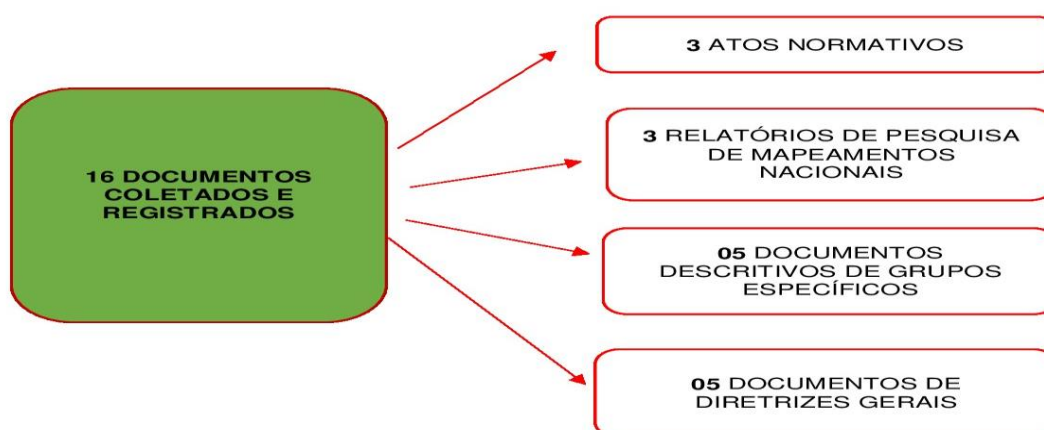 16 DOCUMENTOS
COLETADOS E
REGISTRADOS
3 ATOS NORMATIVOS
3 RELATÓRIOS DE PESQUISA
DE MAPEAMENTOS
NACIONAIS
05 DOCUMENTOS
DESCRITIVOS DE GRUPOS
ESPECÍFICOS
05 DOCUMENTOS DE
DIRETRIZES GERAIS